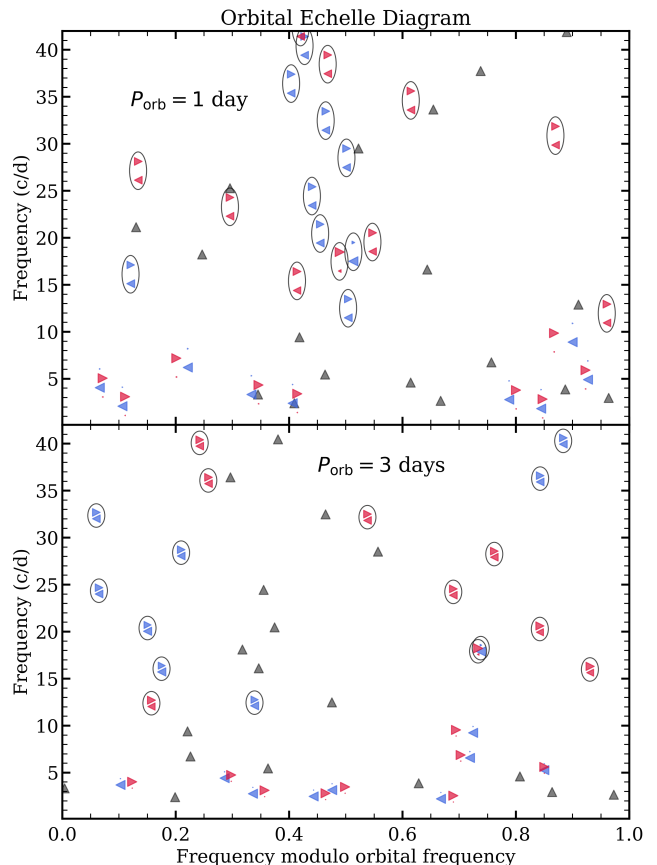 Orbital Echelle Diagram
40
35
30
25
20
15
10
5
Frequency (c/d)
P_orb = 1 day
40
35
30
25
20
15
10
5
Frequency (c/d)
P_orb = 3 days
0.0 0.2 0.4 0.6 0.8 1.0
Frequency modulo orbital frequency